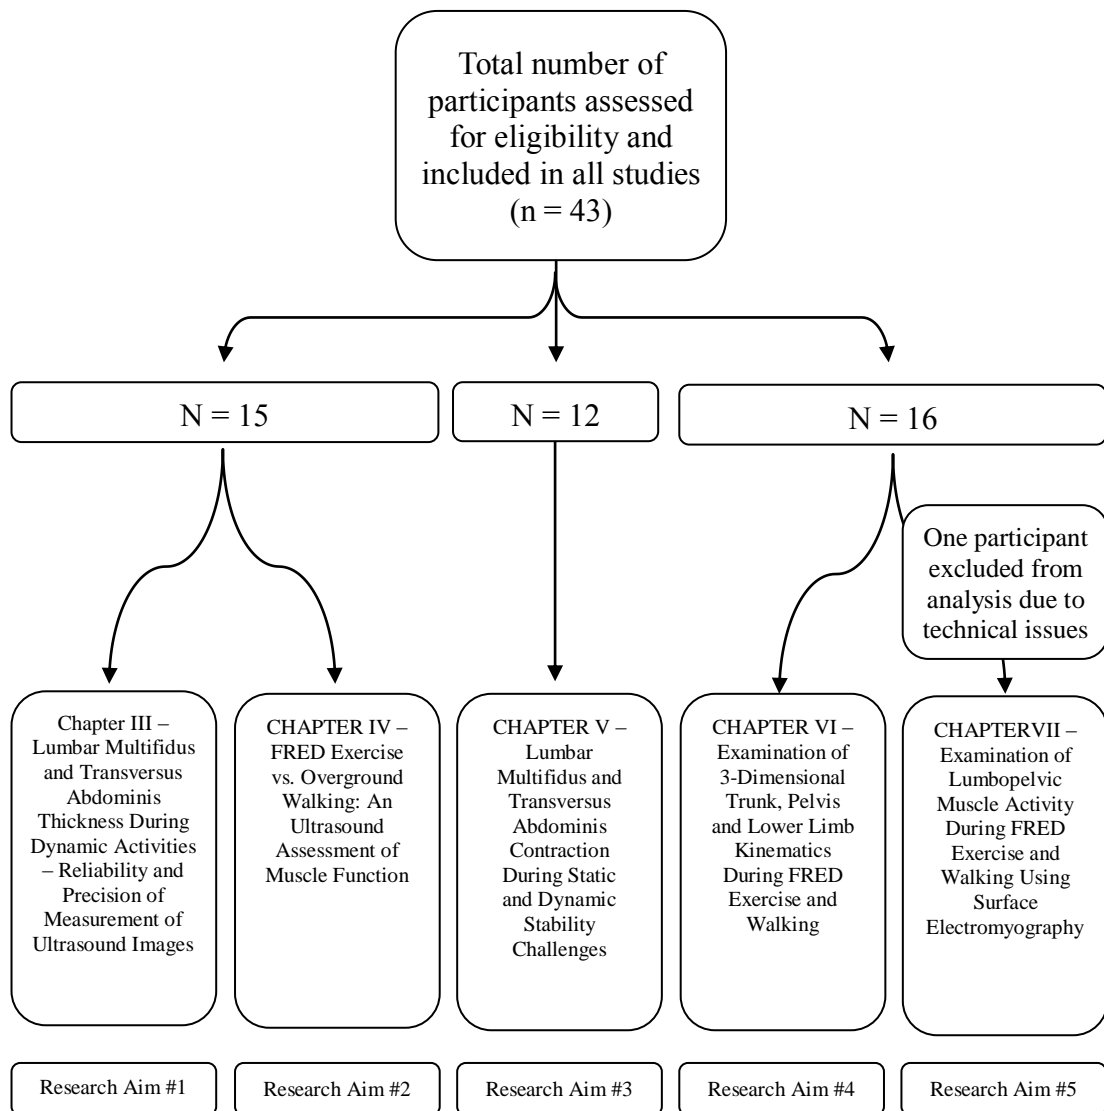 Total number of
participants assessed
for eligibility and
included in all studies
(n = 43)
N = 15
N = 12
N = 16
One participant
excluded from
analysis due to
technical issues
Chapter III –
Lumbar Multifidus
and Transversus
Abdominis
Thickness During
Dynamic Activities
– Reliability and
Precision of
Measurement of
Ultrasound Images
CHAPTER IV –
FRED Exercise
vs. Overground
Walking: An
Ultrasound
Assessment of
Muscle Function
CHAPTER V –
Lumbar
Multifidus and
Transversus
Abdominis
Contraction
During Static
and Dynamic
Stability
Challenges
CHAPTER VI –
Examination of
3-Dimensional
Trunk, Pelvis
and Lower Limb
Kinematics
During FRED
Exercise and
Walking
CHAPTERVII –
Examination of
Lumbopelvic
Muscle Activity
During FRED
Exercise and
Walking Using
Surface
Electromyography
Research Aim #1
Research Aim #2
Research Aim #3
Research Aim #4
Research Aim #5